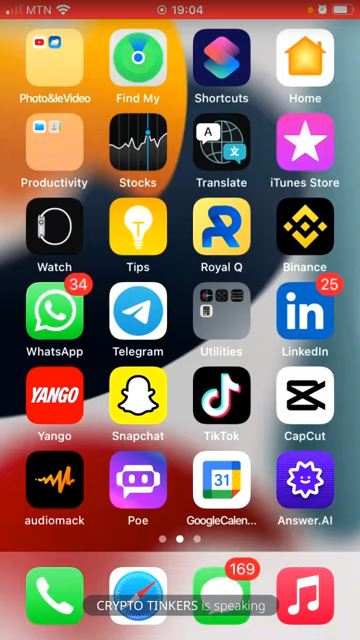 MTN 19:04
Photo&leVideo Find My Shortcuts Home
A 文
Productivity Stocks Translate iTunes Store
Watch Tips Royal Q Binance
34 25
in
WhatsApp Telegram Utilities LinkedIn
YANGO
Yango Snapchat TikTok CapCut
31
audiomack Poe GoogleCalen... Answer.AI
169
CRYPTO TINKERS is speaking